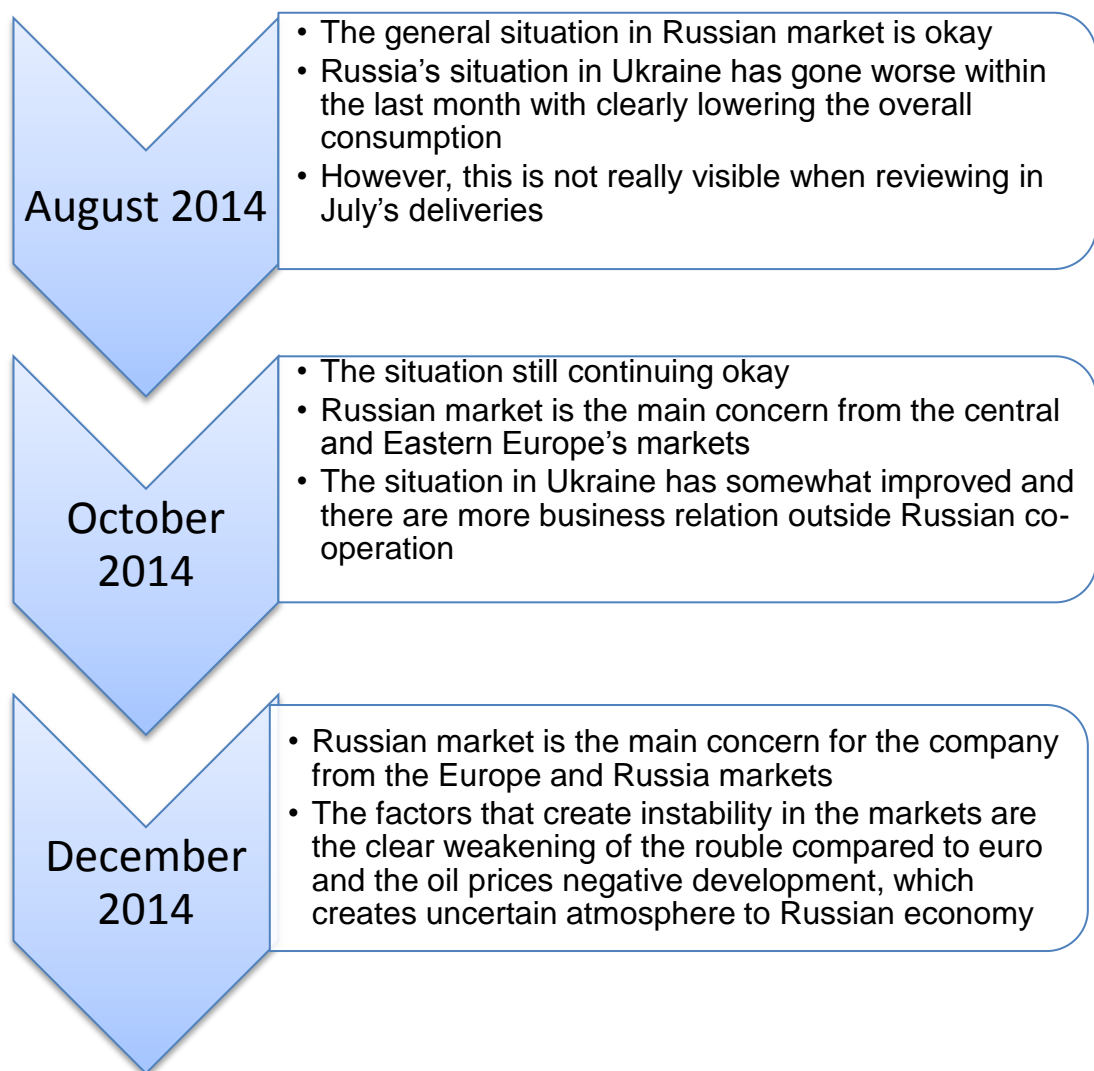 August 2014
• The general situation in Russian market is okay
• Russia’s situation in Ukraine has gone worse within
the last month with clearly lowering the overall
consumption
• However, this is not really visible when reviewing in
July’s deliveries
October
2014
• The situation still continuing okay
• Russian market is the main concern from the central
and Eastern Europe’s markets
• The situation in Ukraine has somewhat improved and
there are more business relation outside Russian co-
operation
December
2014
• Russian market is the main concern for the company
from the Europe and Russia markets
• The factors that create instability in the markets are
the clear weakening of the rouble compared to euro
and the oil prices negative development, which
creates uncertain atmosphere to Russian economy